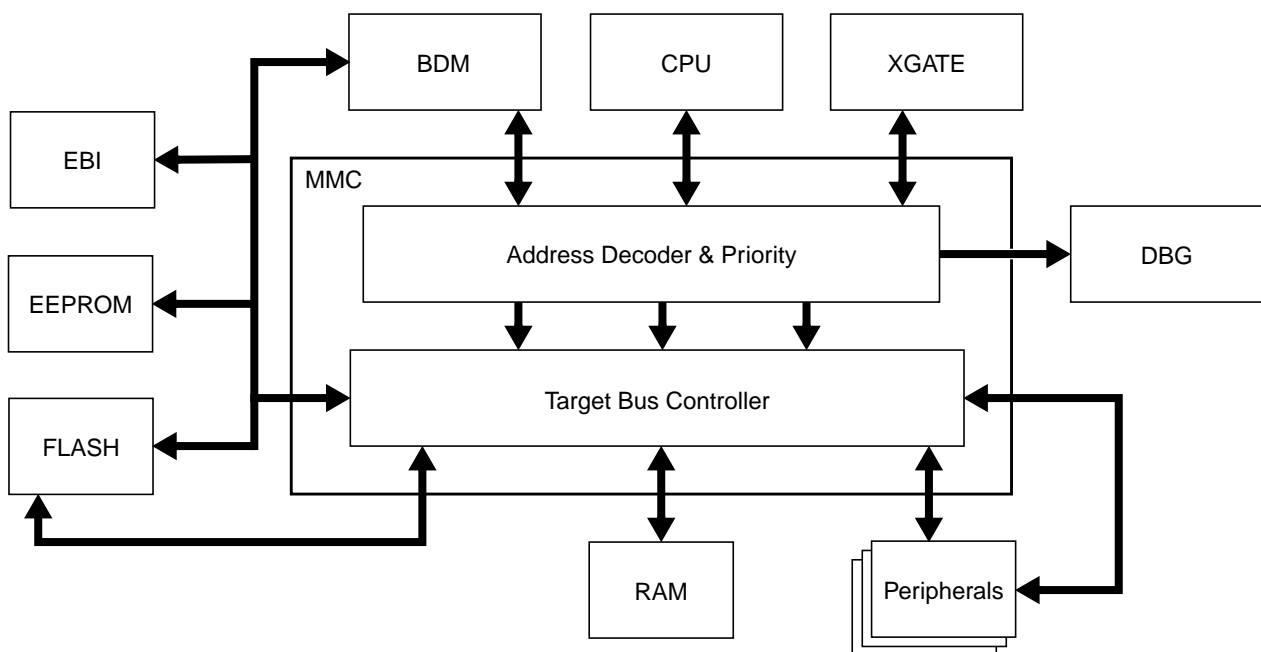 BDM
CPU
XGATE
EBI
MMC
Address Decoder & Priority
DBG
EEPROM
Target Bus Controller
FLASH
RAM
Peripherals